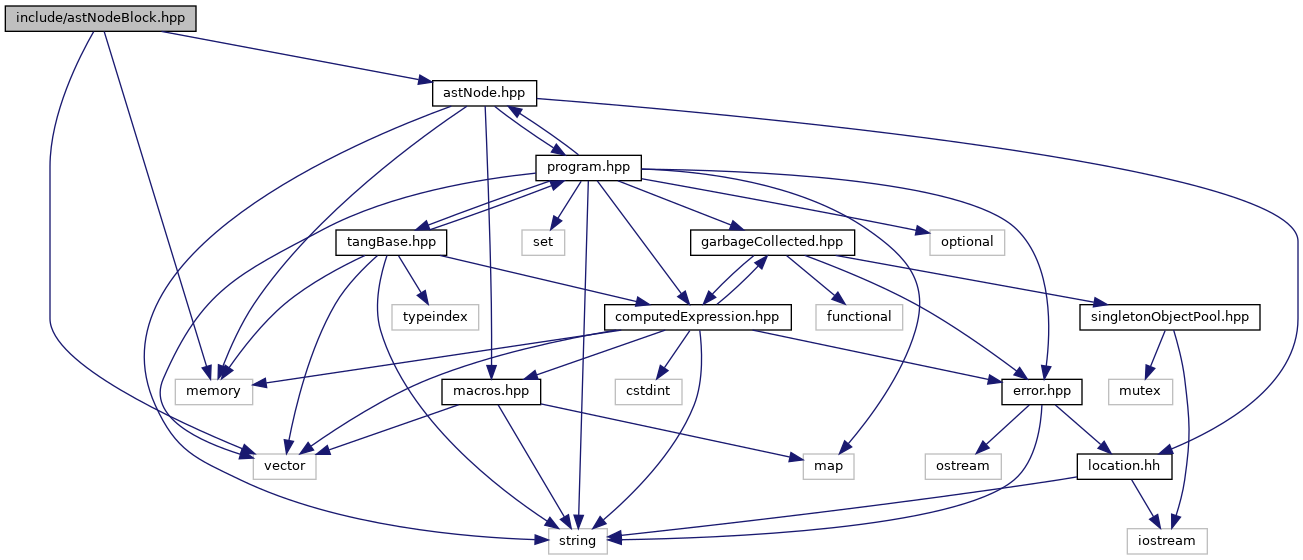 include/astNodeBlock.hpp
astNode.hpp
program.hpp
tangBase.hpp
set
garbageCollected.hpp
optional
typeindex
computedExpression.hpp
functional
singletonObjectPool.hpp
memory
macros.hpp
cstdint
error.hpp
mutex
vector
map
ostream
location.hh
string
iostream